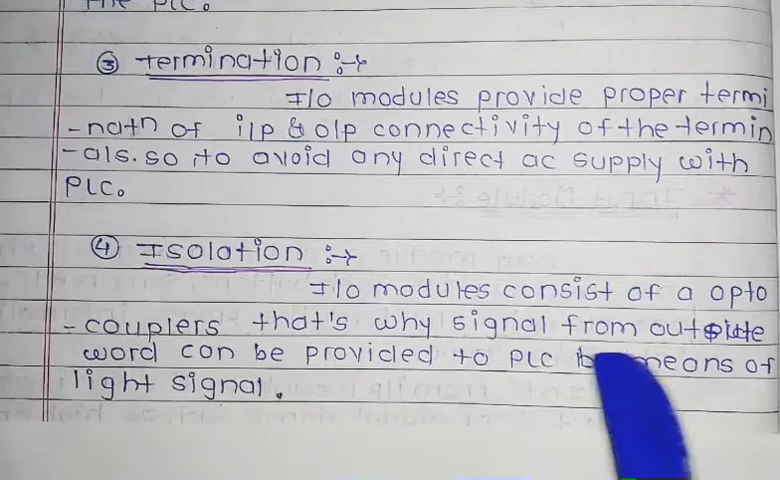 the PLC.
③ Termination :→
I/O modules provide proper termi
-natn of i/p & o/p connectivity of the termin
-als. so to avoid any direct ac supply with
PLC.
④ Isolation :→
I/O modules consist of a opto
-couplers that's why signal from outside
word can be provided to PLC means of
light signal.